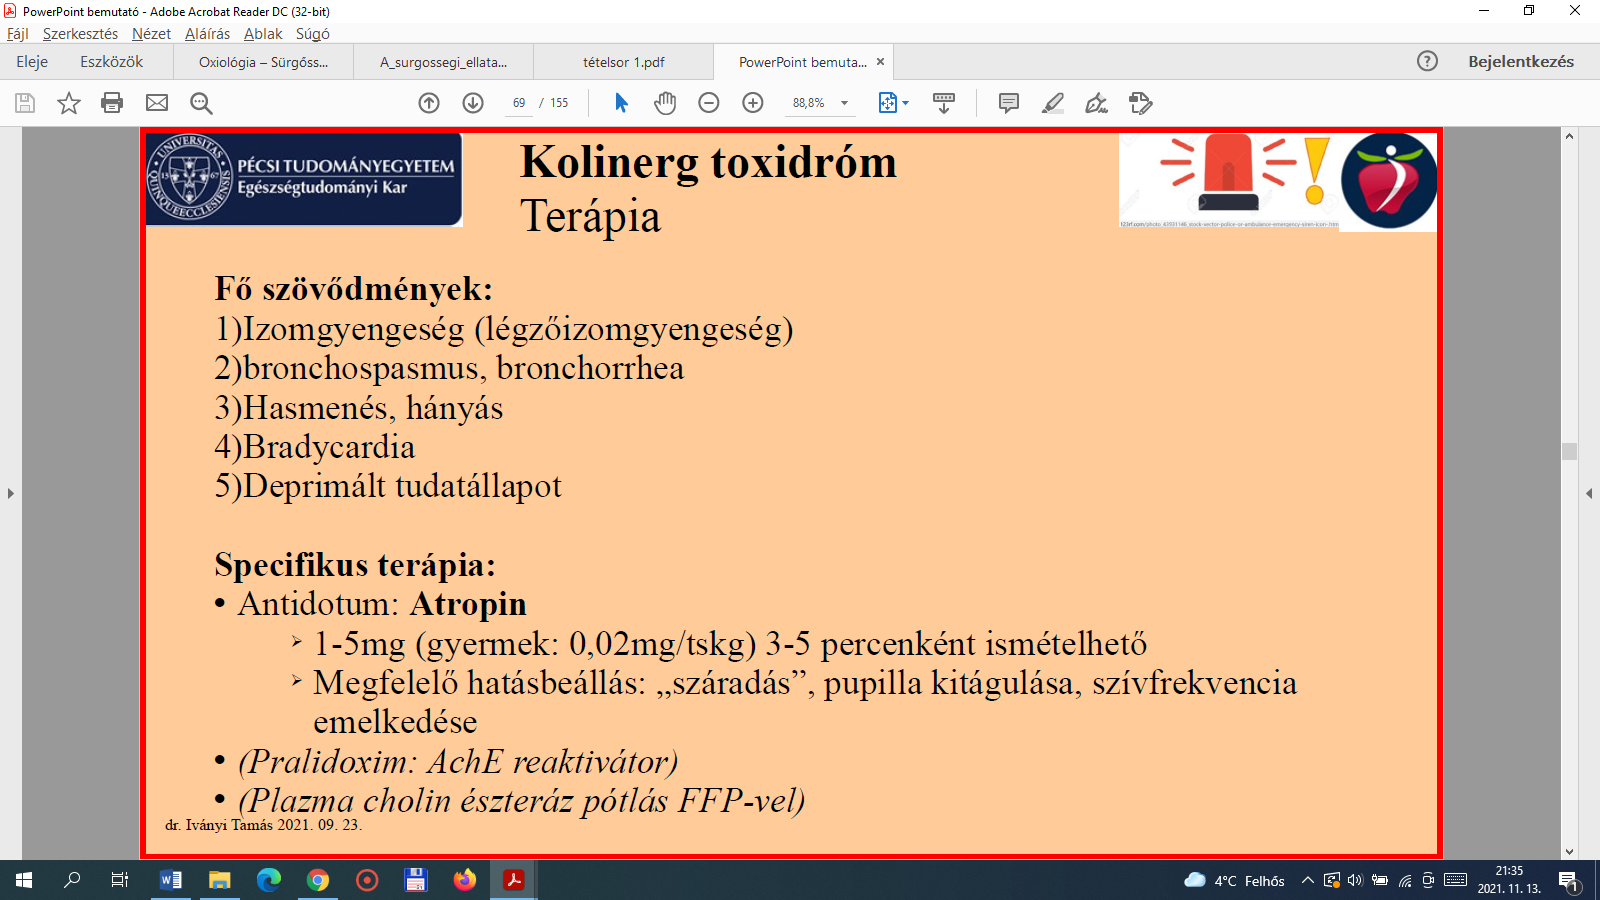 PowerPoint bemutató - Adobe Acrobat Reader DC (32-bit)
Fájl Szerkesztés Nézet Aláírás Ablak Súgó
Eleje Eszközök Oxiológia – Sürgőss... A_surgossegi_ellata... tételsor 1.pdf PowerPoint bemuta... × ? Bejelentkezés
69 / 155 88,8%
UNIVERSITAS QUINQUEECCLESIENSIS 1367
PÉCSI TUDOMÁNYEGYETEM
Egészségtudományi Kar
Kolinerg toxidróm
Terápia
Fő szövődmények:
1)Izomgyengeség (légzőizomgyengeség)
2)bronchospasmus, bronchorrhea
3)Hasmenés, hányás
4)Bradycardia
5)Deprimált tudatállapot
Specifikus terápia:
• Antidotum: Atropin
➢ 1-5mg (gyermek: 0,02mg/tskg) 3-5 percenként ismételhető
➢ Megfelelő hatásbeállás: „száradás”, pupilla kitágulása, szívfrekvencia
emelkedése
• (Pralidoxim: AchE reaktivátor)
• (Plazma cholin észteráz pótlás FFP-vel)
dr. Iványi Tamás 2021. 09. 23.
4°C Felhős
21:35
2021. 11. 13.
1